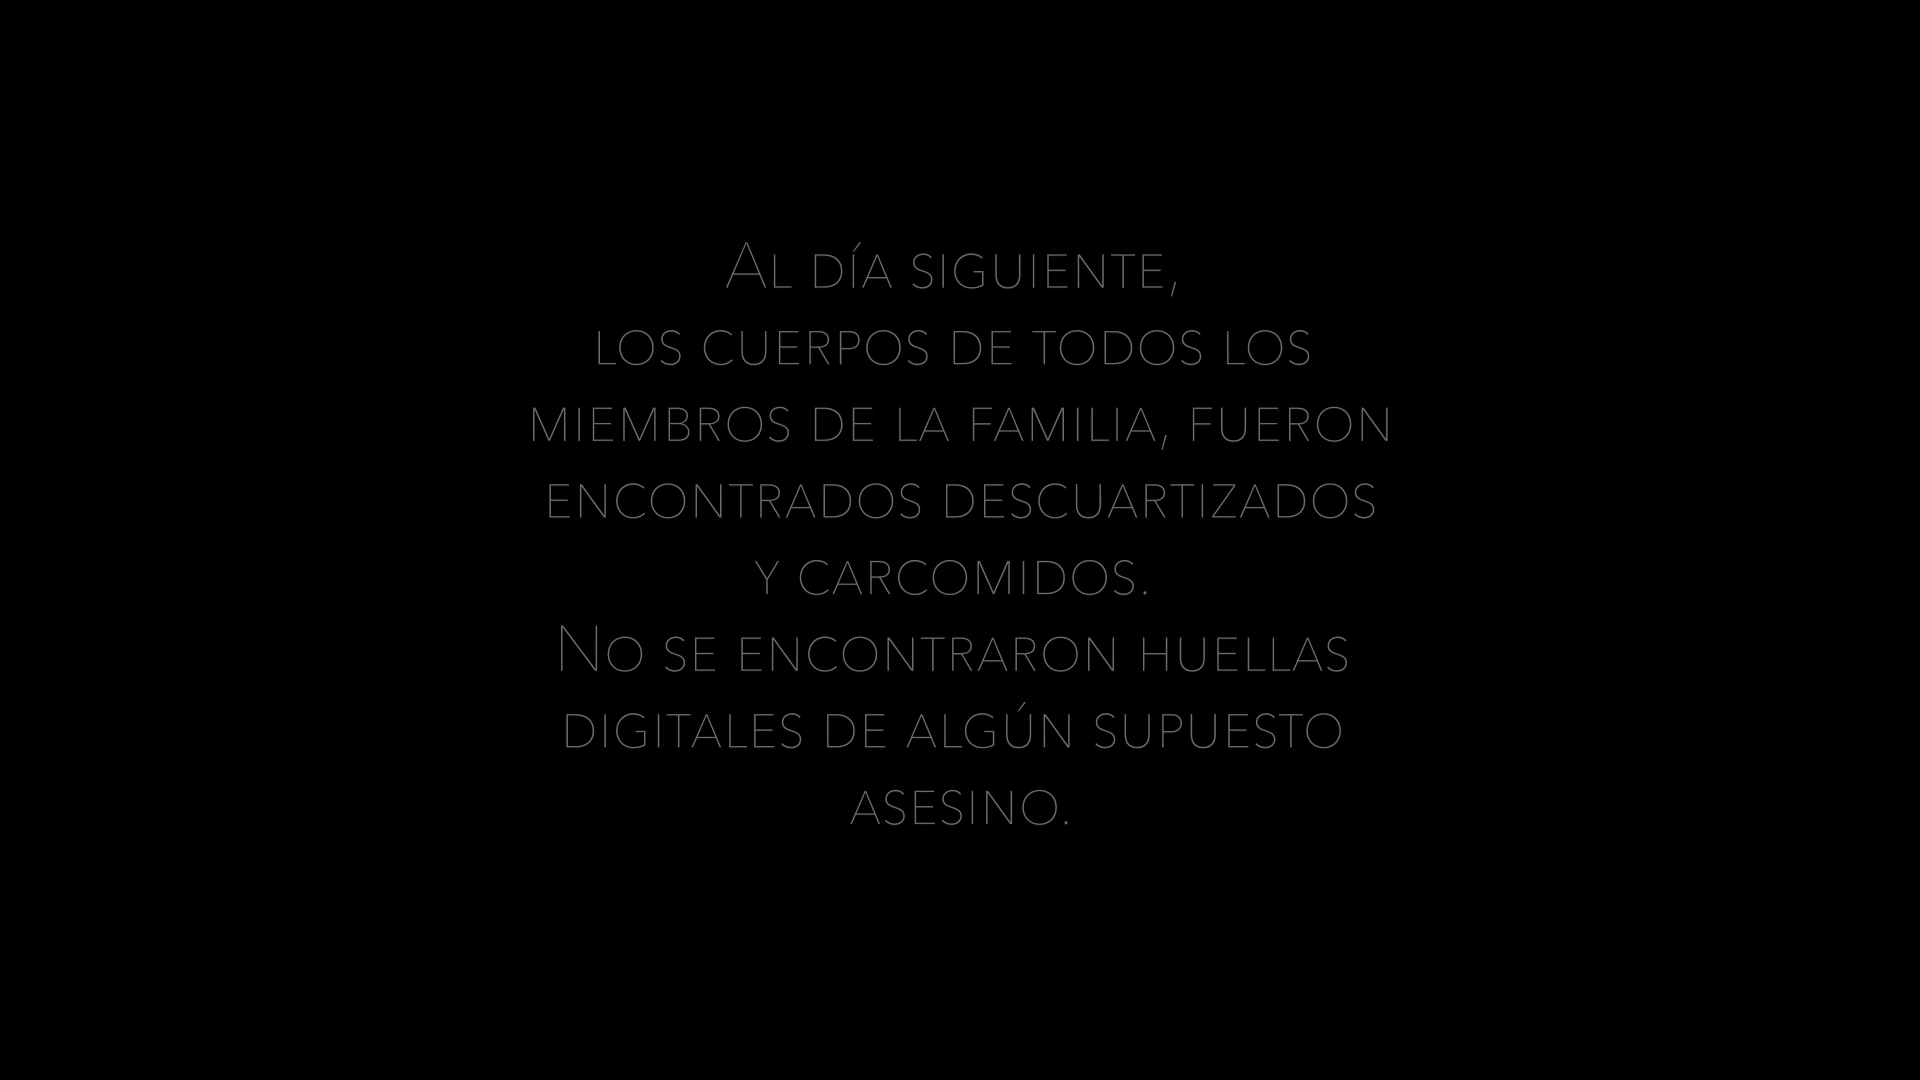 Al día siguiente,
los cuerpos de todos los
miembros de la familia, fueron
encontrados descuartizados
y carcomidos.
No se encontraron huellas
digitales de algún supuesto
asesino.